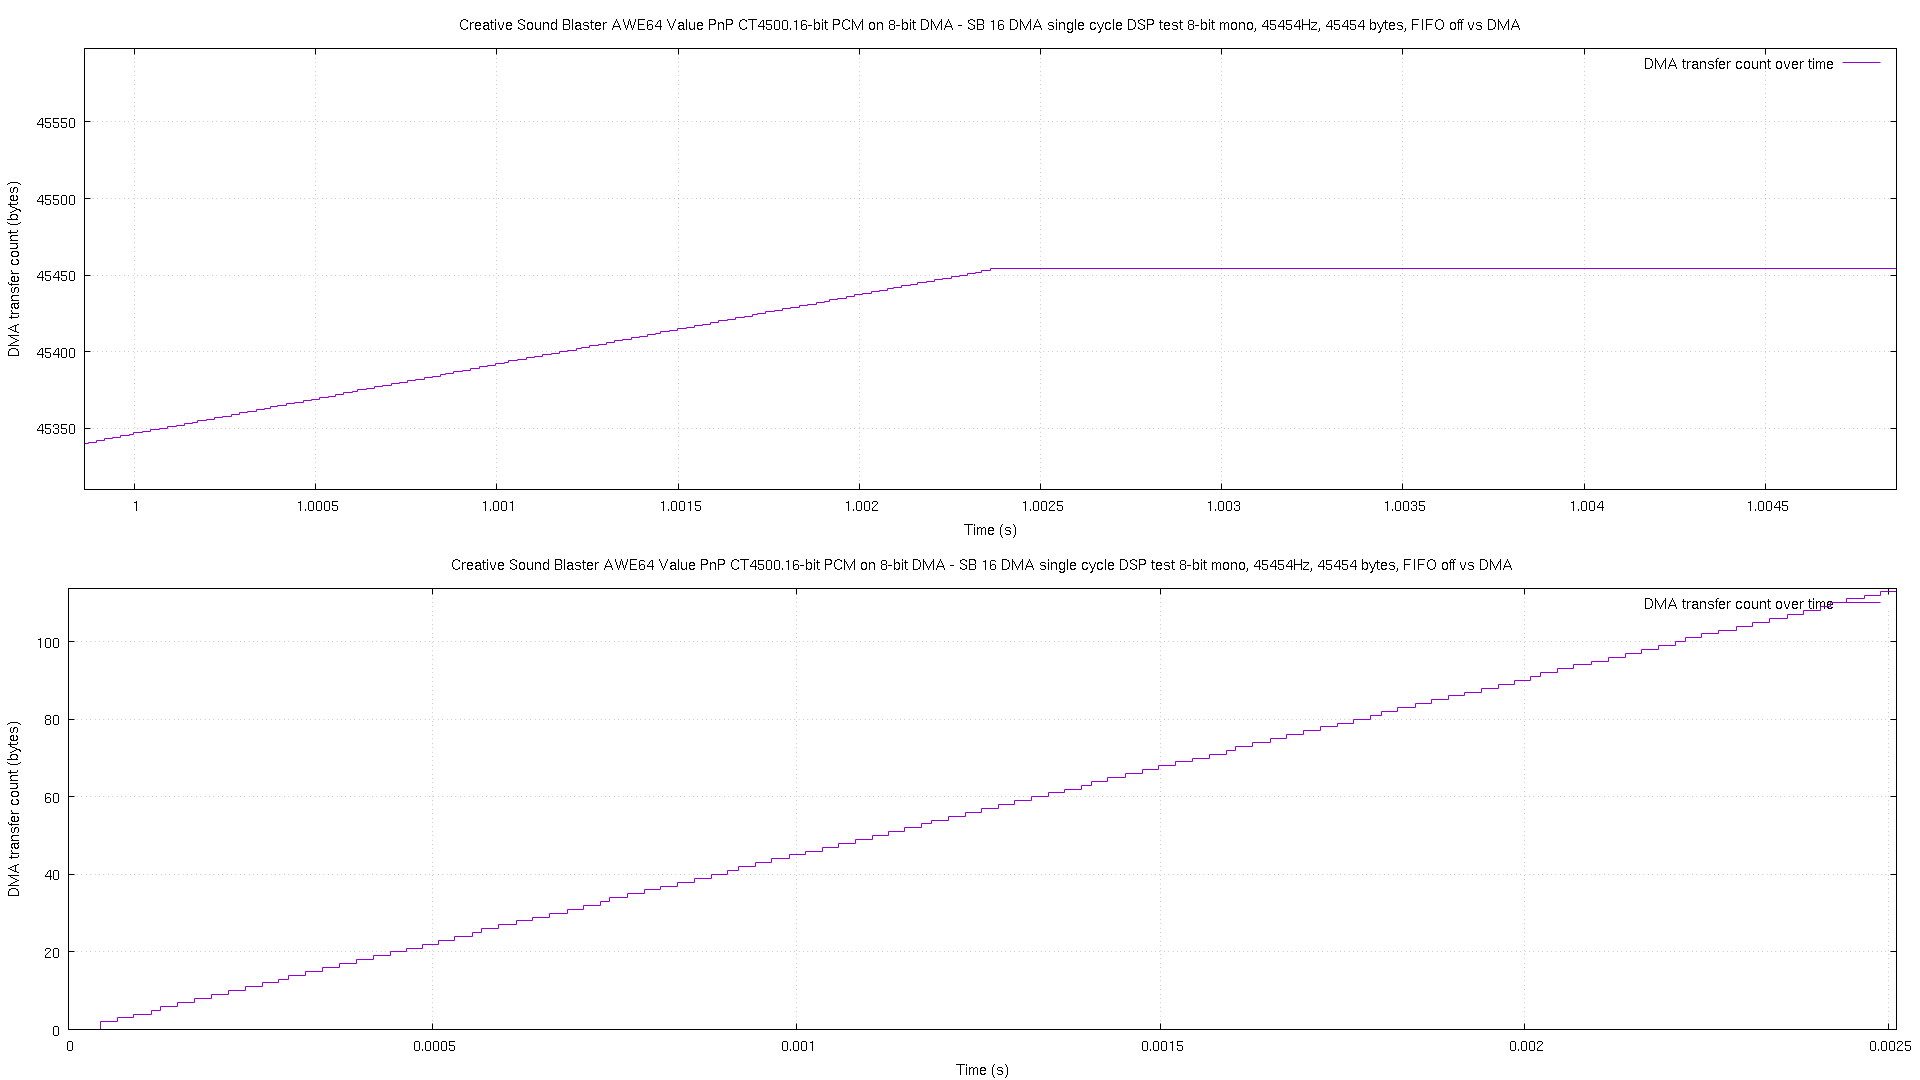 Creative Sound Blaster AWE64 Value PnP CT4500.16-bit PCM on 8-bit DMA - SB 16 DMA single cycle DSP test 8-bit mono, 45454Hz, 45454 bytes, FIFO off vs DMA
DMA transfer count over time
45550
45500
45450
45400
45350
DMA transfer count (bytes)
1 1.0005 1.001 1.0015 1.002 1.0025 1.003 1.0035 1.004 1.0045
Time (s)
Creative Sound Blaster AWE64 Value PnP CT4500.16-bit PCM on 8-bit DMA - SB 16 DMA single cycle DSP test 8-bit mono, 45454Hz, 45454 bytes, FIFO off vs DMA
DMA transfer count over time
100
80
60
40
20
0
DMA transfer count (bytes)
0 0.0005 0.001 0.0015 0.002 0.0025
Time (s)